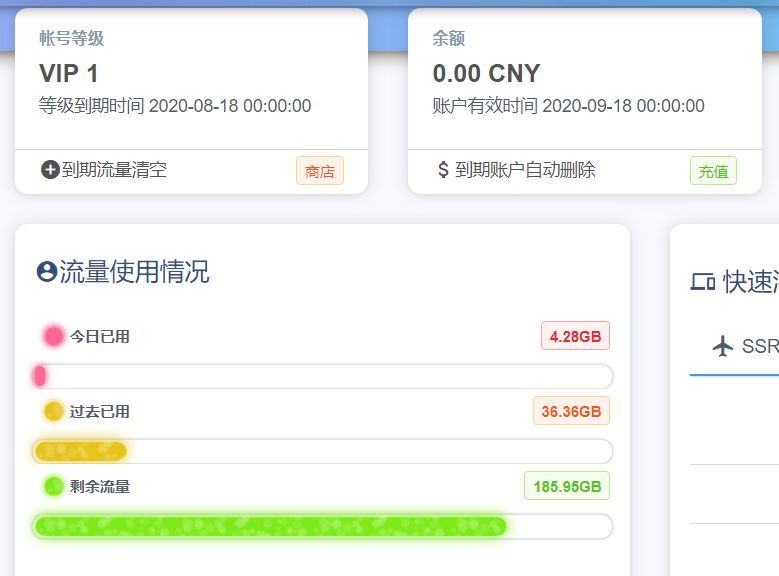 帐号等级
VIP 1
等级到期时间 2020-08-18 00:00:00
到期流量清空
商店
余额
0.00 CNY
账户有效时间 2020-09-18 00:00:00
$ 到期账户自动删除
充值
流量使用情况
今日已用
4.28GB
过去已用
36.36GB
剩余流量
185.95GB
快速
SSR